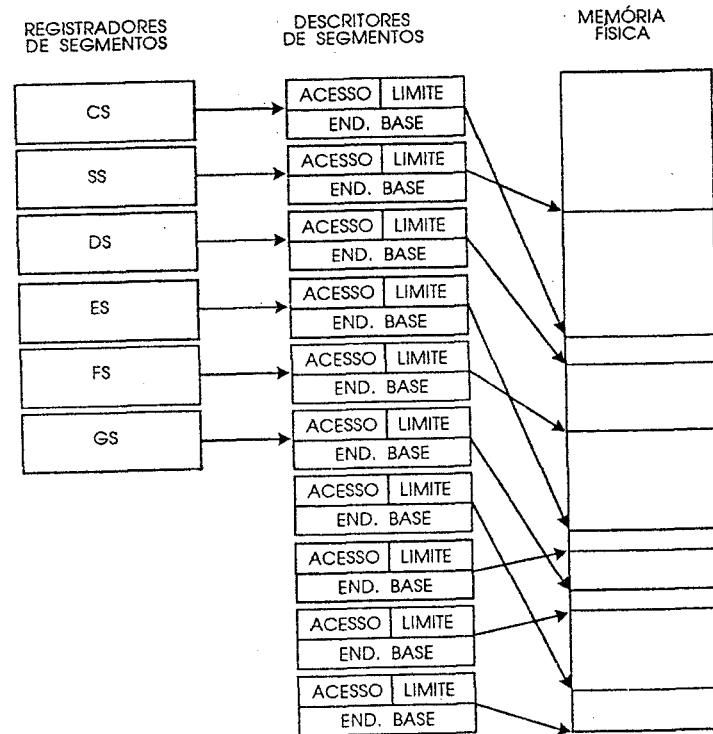 REGISTRADORES
DE SEGMENTOS
DESCRITORES
DE SEGMENTOS
MEMÓRIA
FÍSICA
CS
ACESSO LIMITE
END. BASE
SS
ACESSO LIMITE
END. BASE
DS
ACESSO LIMITE
END. BASE
ES
ACESSO LIMITE
END. BASE
FS
ACESSO LIMITE
END. BASE
GS
ACESSO LIMITE
END. BASE
ACESSO LIMITE
END. BASE
ACESSO LIMITE
END. BASE
ACESSO LIMITE
END. BASE
ACESSO LIMITE
END. BASE